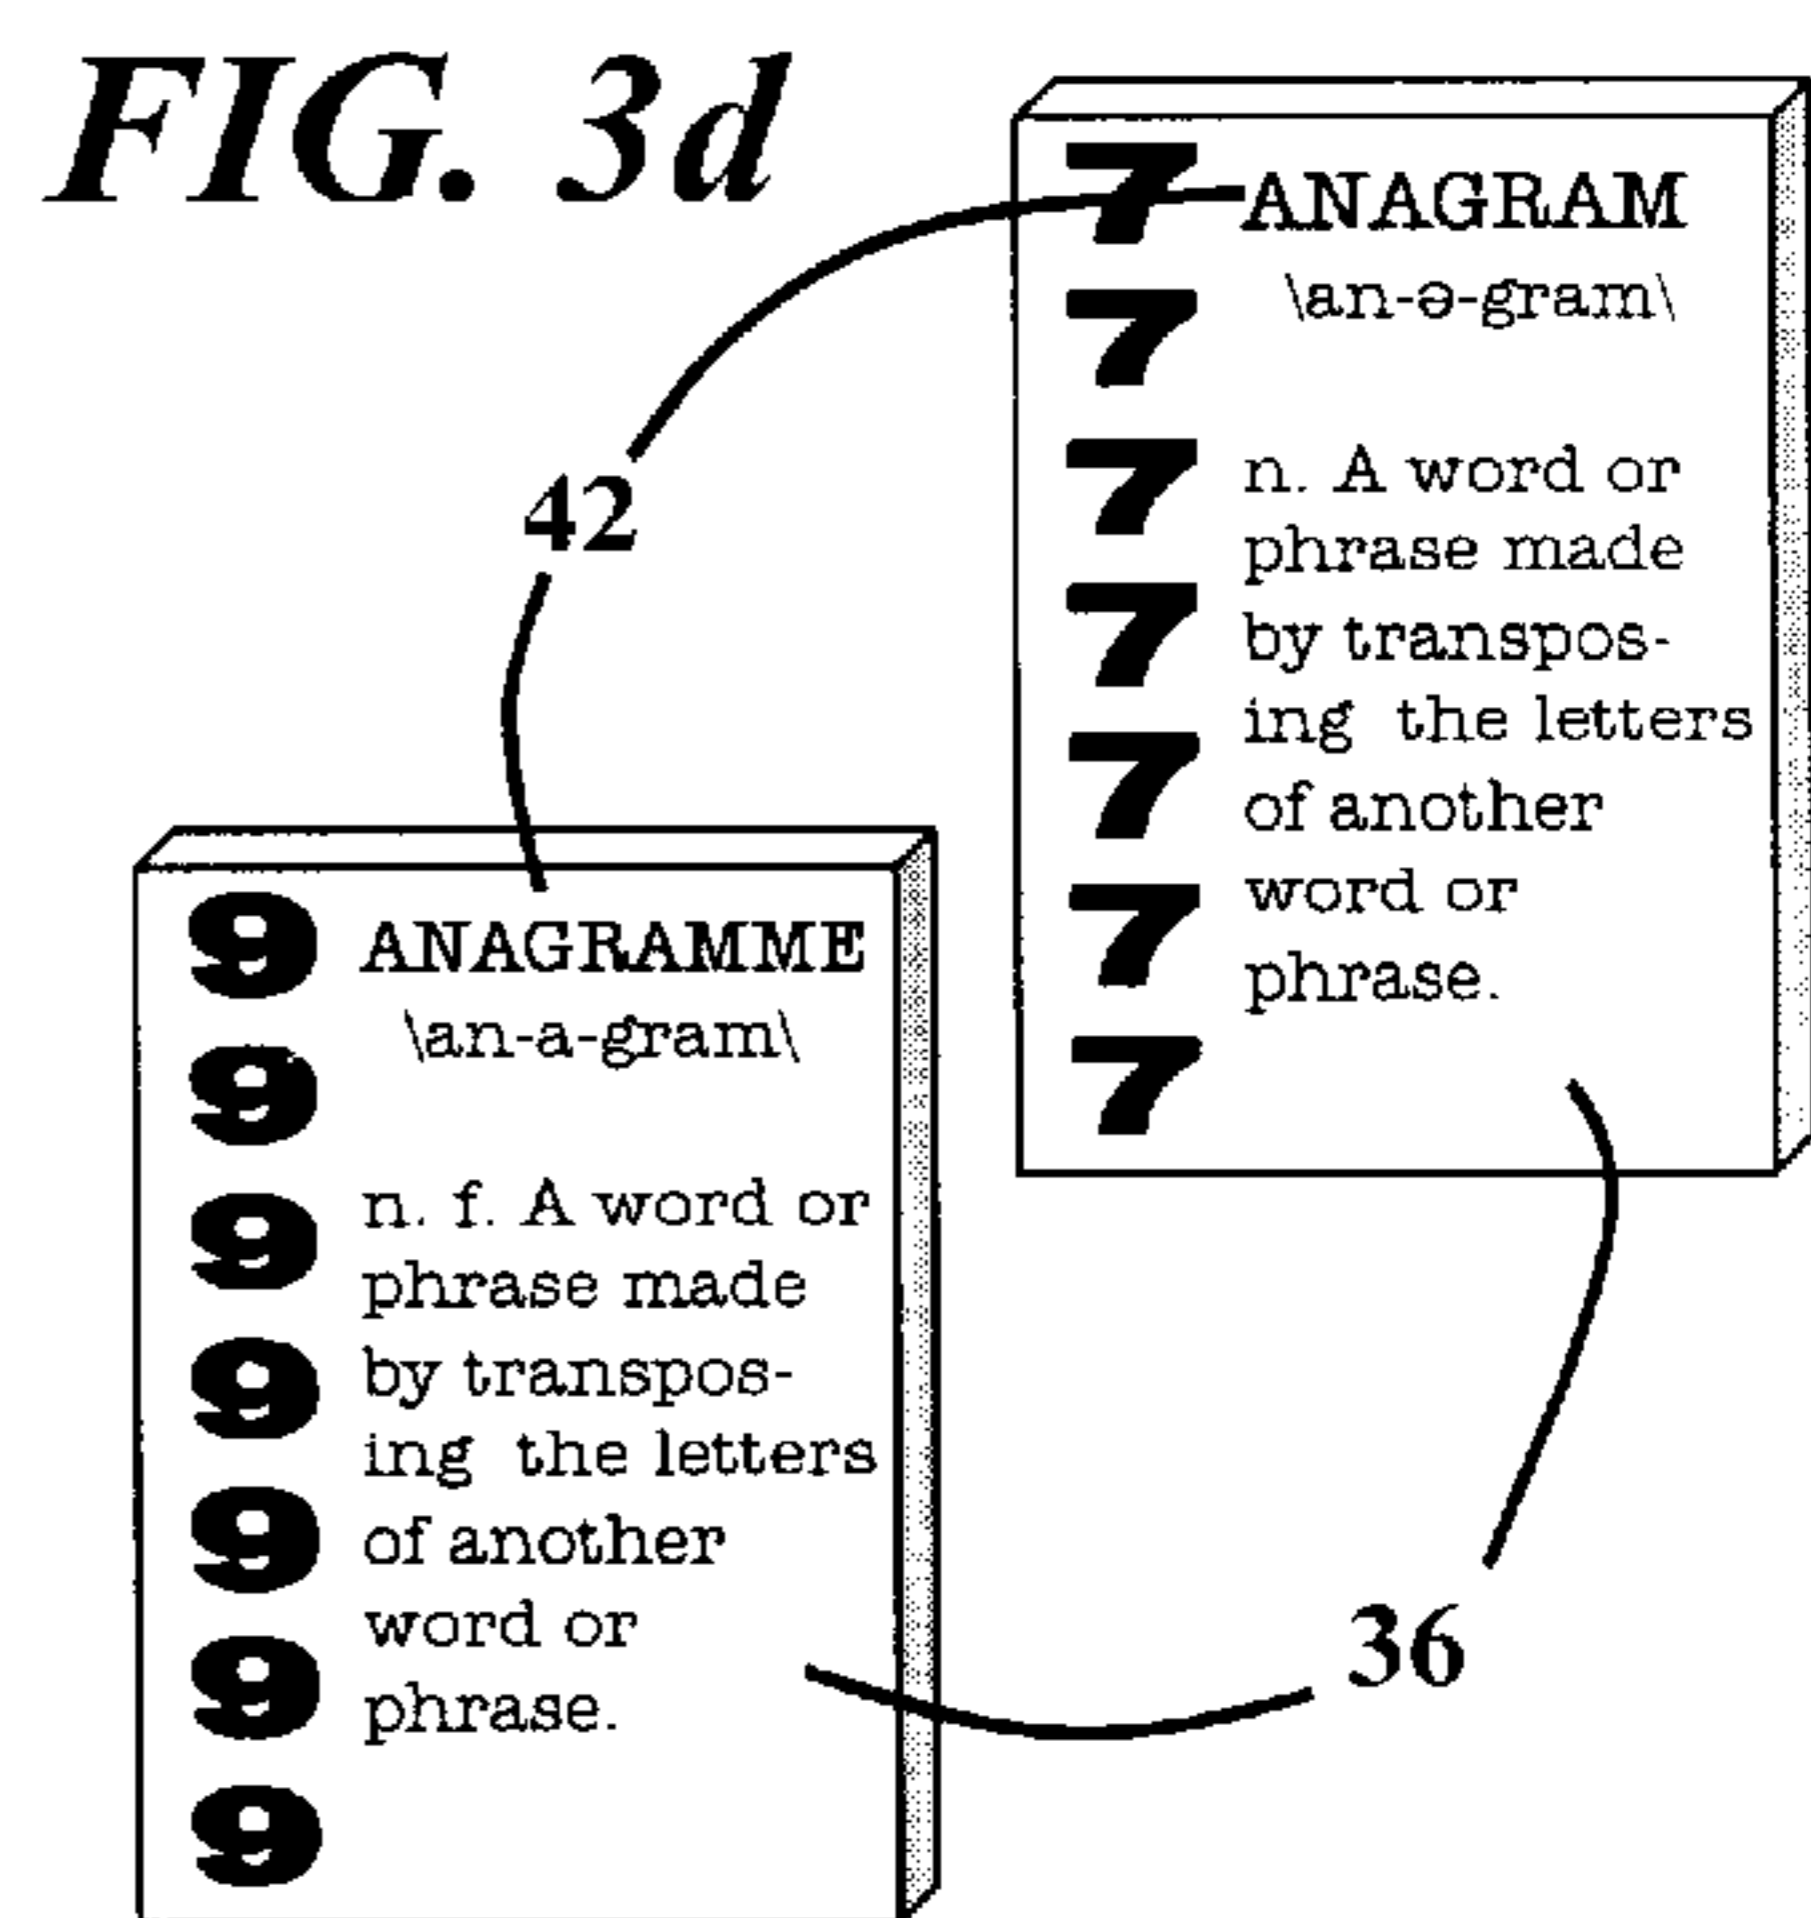 FIG. 3d
7 ANAGRAM
7 \an-ə-gram\
7 n. A word or
phrase made
7 by transpos-
ing the letters
7 of another
7 word or
phrase.
7
42
9 ANAGRAMME
9 \an-a-gram\
9 n. f. A word or
phrase made
9 by transpos-
ing the letters
9 of another
9 word or
phrase.
9
36